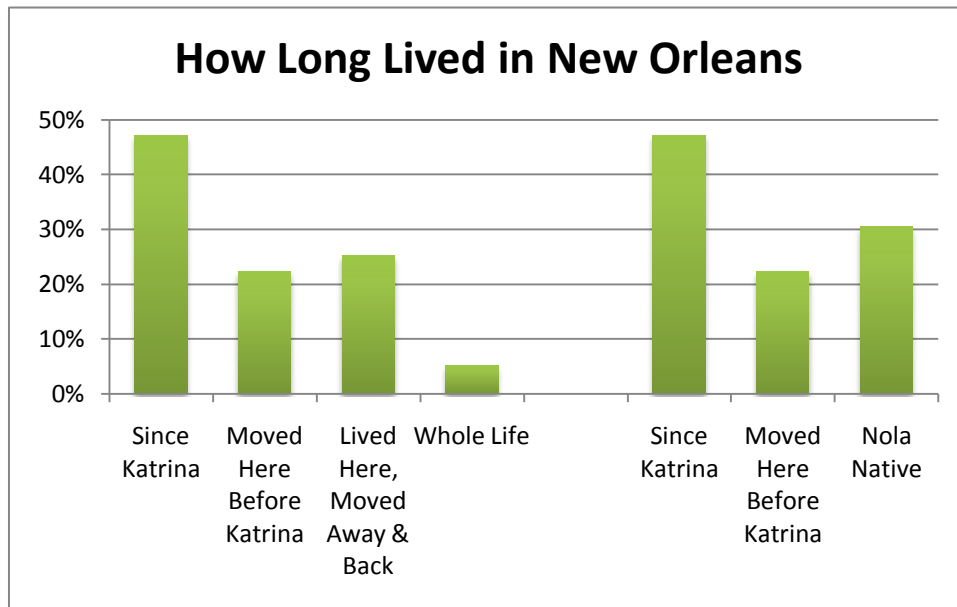 How Long Lived in New Orleans
50%
40%
30%
20%
10%
0%
Since
Katrina
Moved
Here
Before
Katrina
Lived
Here,
Moved
Away &
Back
Whole Life
Since
Katrina
Moved
Here
Before
Katrina
Nola
Native